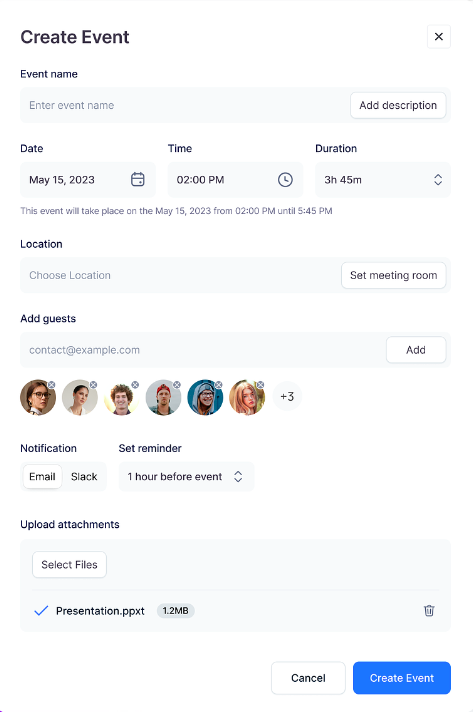 Create Event
Event name
Enter event name Add description
Date Time Duration
May 15, 2023 02:00 PM 3h 45m
This event will take place on the May 15, 2023 from 02:00 PM until 5:45 PM
Location
Choose Location Set meeting room
Add guests
contact@example.com Add
+3
Notification Set reminder
Email Slack 1 hour before event
Upload attachments
Select Files
Presentation.ppxt 1.2MB
Cancel Create Event